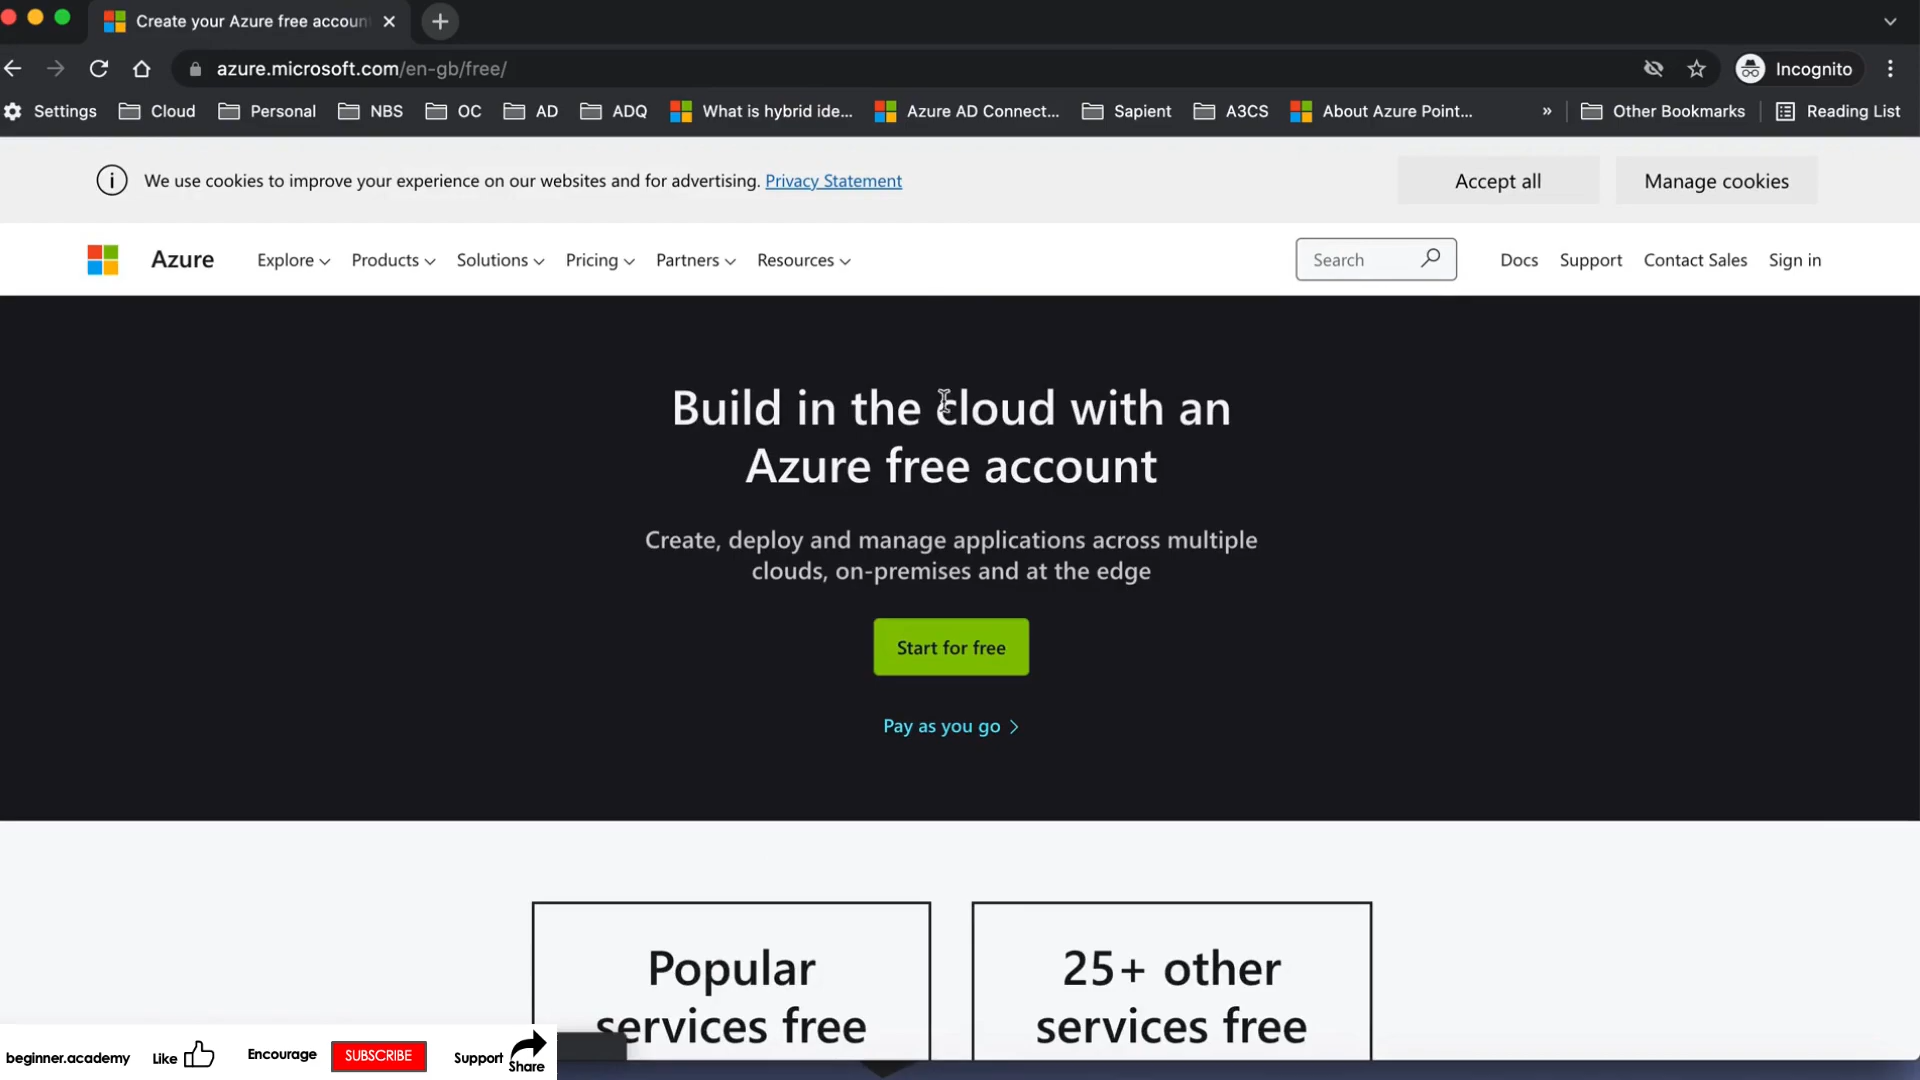 Create your Azure free accoun
azure.microsoft.com/en-gb/free/
Incognito
Settings Cloud Personal NBS OC AD ADQ What is hybrid ide... Azure AD Connect... Sapient A3CS About Azure Point... » Other Bookmarks Reading List
We use cookies to improve your experience on our websites and for advertising. Privacy Statement
Accept all
Manage cookies
Azure Explore Products Solutions Pricing Partners Resources Search Docs Support Contact Sales Sign in
Build in the cloud with an
Azure free account
Create, deploy and manage applications across multiple
clouds, on-premises and at the edge
Start for free
Pay as you go
Popular
services free
25+ other
services free
beginner.academy Like Encourage SUBSCRIBE Support Share